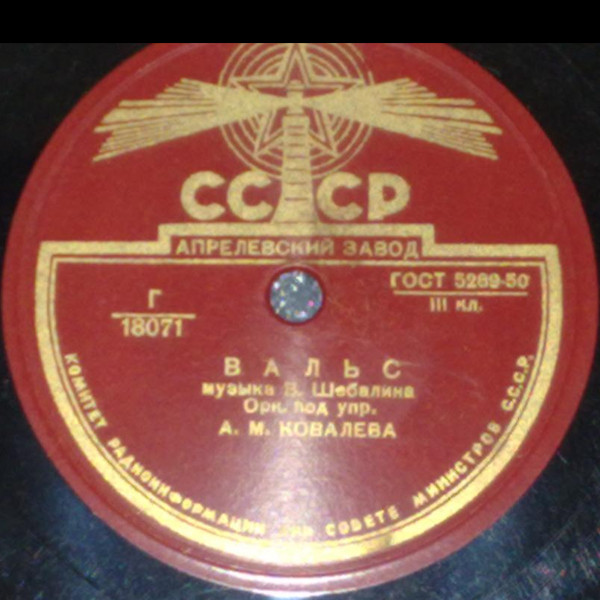 СССР
АПРЕЛЕВСКИЙ ЗАВОД
ГОСТ 5289-50
III кл.
Г
18071
ВАЛЬС
музыка В. Шебалина
Орк. под упр.
А. М. КОВАЛЕВА
КОМИТЕТ РАДИОИНФОРМАЦИИ при СОВЕТЕ МИНИСТРОВ С.С.С.Р.